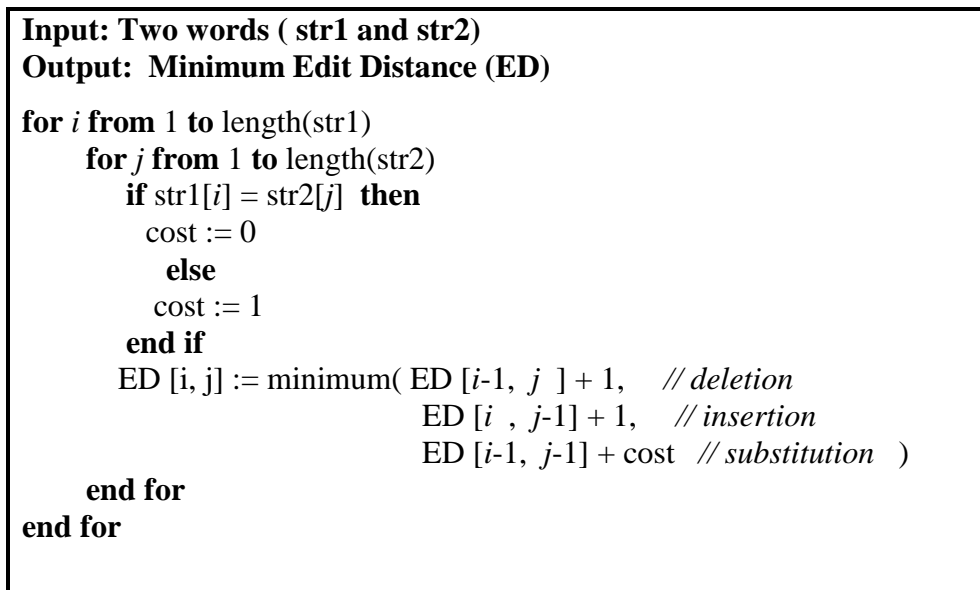 Input: Two words ( str1 and str2)
Output: Minimum Edit Distance (ED)
for i from 1 to length(str1)
for j from 1 to length(str2)
if str1[i] = str2[j] then
cost := 0
else
cost := 1
end if
ED [i, j] := minimum( ED [i-1, j ] + 1, // deletion
ED [i , j-1] + 1, // insertion
ED [i-1, j-1] + cost // substitution )
end for
end for